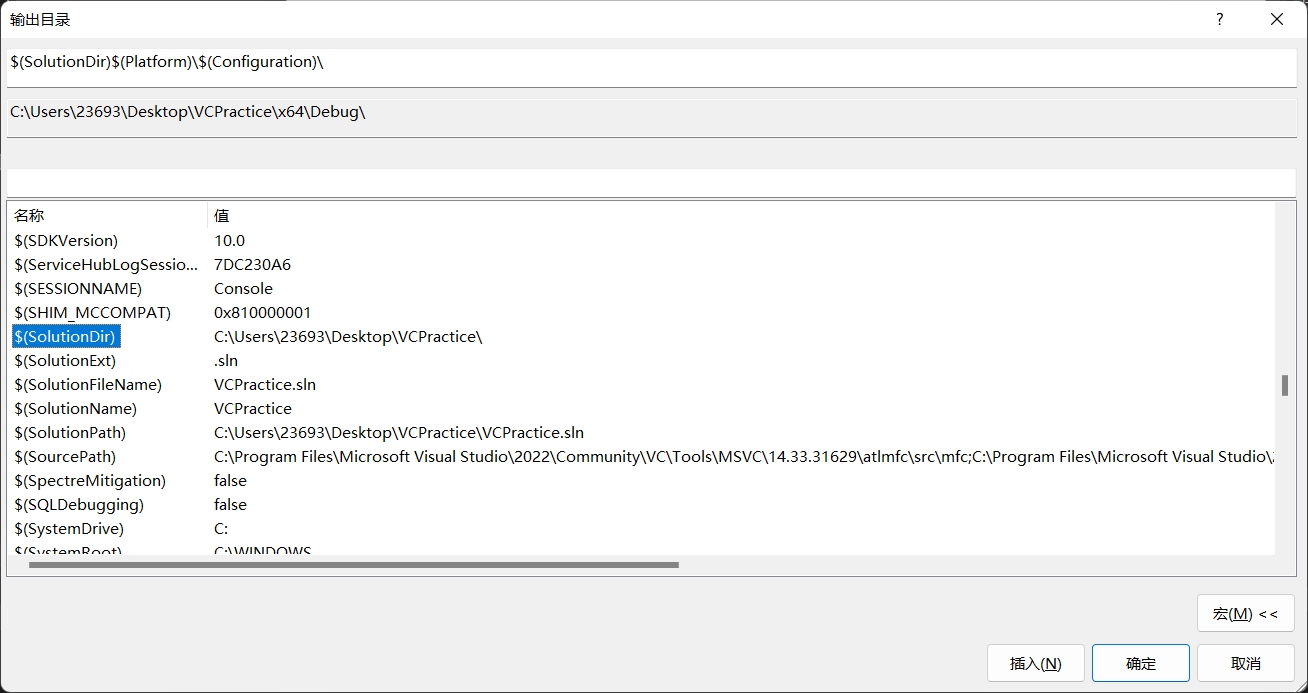 输出目录
?
$(SolutionDir)$(Platform)\$(Configuration)\
C:\Users\23693\Desktop\VCPractice\x64\Debug\
名称 值
$(SDKVersion) 10.0
$(ServiceHubLogSessio... 7DC230A6
$(SESSIONNAME) Console
$(SHIM_MCCOMPAT) 0x810000001
$(SolutionDir) C:\Users\23693\Desktop\VCPractice\
$(SolutionExt) .sln
$(SolutionFileName) VCPractice.sln
$(SolutionName) VCPractice
$(SolutionPath) C:\Users\23693\Desktop\VCPractice\VCPractice.sln
$(SourcePath) C:\Program Files\Microsoft Visual Studio\2022\Community\VC\Tools\MSVC\14.33.31629\atlmfc\src\mfc;C:\Program Files\Microsoft Visual Studio\
$(SpectreMitigation) false
$(SQLDebugging) false
$(SystemDrive) C:
$(SystemRoot) C:\WINDOWS
宏(M) <<
插入(N) 确定 取消